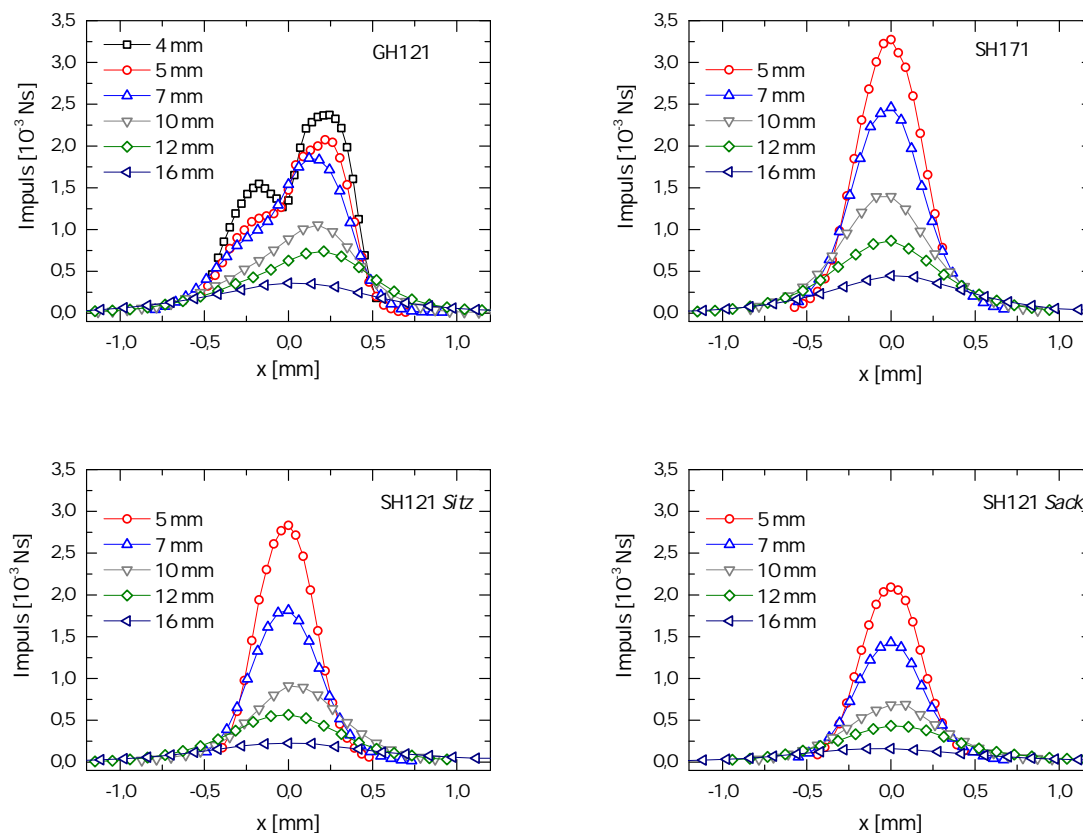 3,5
3,0
2,5
2,0
1,5
1,0
0,5
0,0
Impuls [10⁻³ Ns]
4 mm
5 mm
7 mm
10 mm
12 mm
16 mm
GH121
-1,0 -0,5 0,0 0,5 1,0
x [mm]
3,5
3,0
2,5
2,0
1,5
1,0
0,5
0,0
Impuls [10⁻³ Ns]
5 mm
7 mm
10 mm
12 mm
16 mm
SH171
-1,0 -0,5 0,0 0,5 1,0
x [mm]
3,5
3,0
2,5
2,0
1,5
1,0
0,5
0,0
Impuls [10⁻³ Ns]
5 mm
7 mm
10 mm
12 mm
16 mm
SH121 Sitz
-1,0 -0,5 0,0 0,5 1,0
x [mm]
3,5
3,0
2,5
2,0
1,5
1,0
0,5
0,0
Impuls [10⁻³ Ns]
5 mm
7 mm
10 mm
12 mm
16 mm
SH121 Sack
-1,0 -0,5 0,0 0,5 1,0
x [mm]